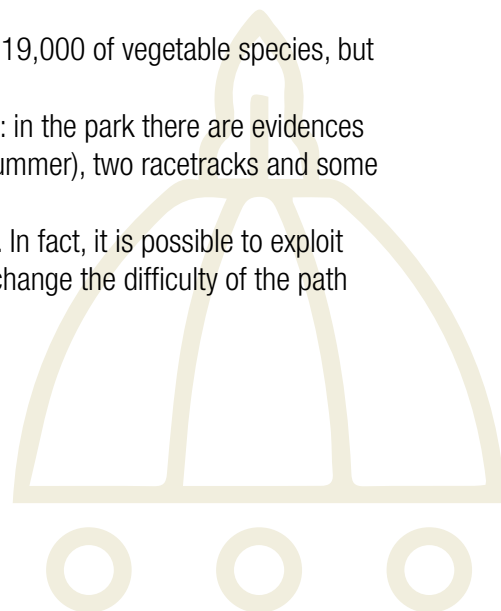 19,000 of vegetable species, but
: in the park there are evidences
ummer), two racetracks and some
. In fact, it is possible to exploit
change the difficulty of the path